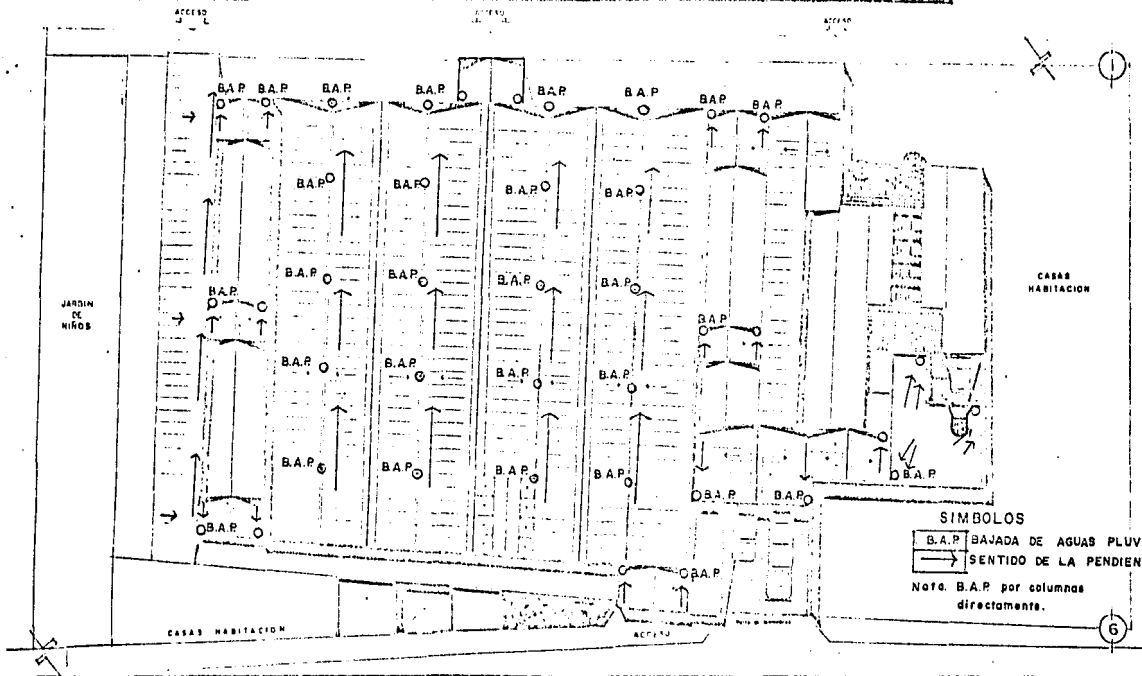 ACCESO
ACCESO
ACCESO
1
B.A.P. B.A.P. B.A.P. B.A.P. B.A.P. B.A.P. B.A.P. B.A.P.
B.A.P. B.A.P. B.A.P. B.A.P.
B.A.P. B.A.P. B.A.P. B.A.P.
B.A.P.
JARDIN
DE
NIÑOS
CASAS
HABITACION
B.A.P.
B.A.P. B.A.P. B.A.P. B.A.P.
B.A.P. B.A.P. B.A.P. B.A.P.
B.A.P. B.A.P. B.A.P.
B.A.P.
B.A.P.
SIMBOLOS
B.A.P. BAJADA DE AGUAS PLUV
SENTIDO DE LA PENDIEN
Nota. B.A.P. por columnas
directamente.
CASAS HABITACION
ACCESO
6